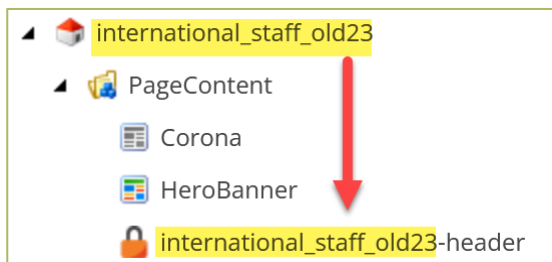 international_staff_old23
PageContent
Corona
HeroBanner
international_staff_old23-header